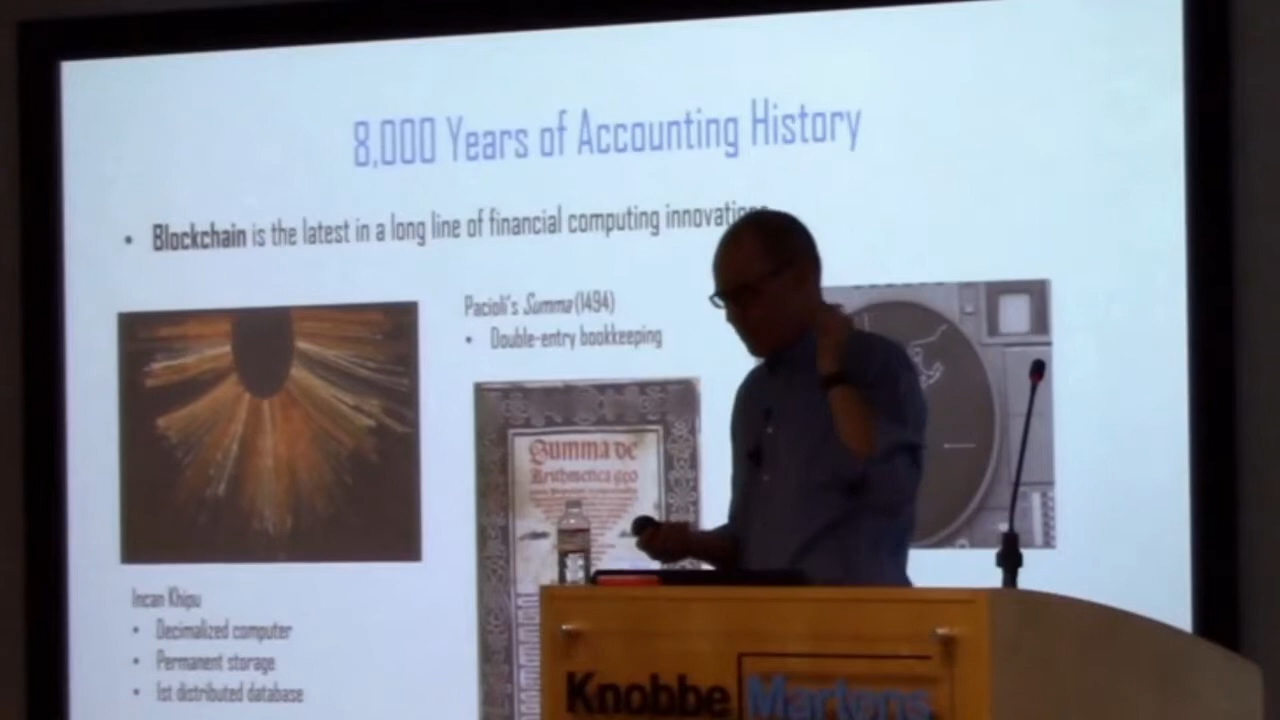 8,000 Years of Accounting History
• Blockchain is the latest in a long line of financial computing innovations
Pacioli's Summa (1494)
• Double-entry bookkeeping
Summa de
Arithmetica geo
Incan Khipu
• Decimalized computer
• Permanent storage
• 1st distributed database
Knobbe Martens